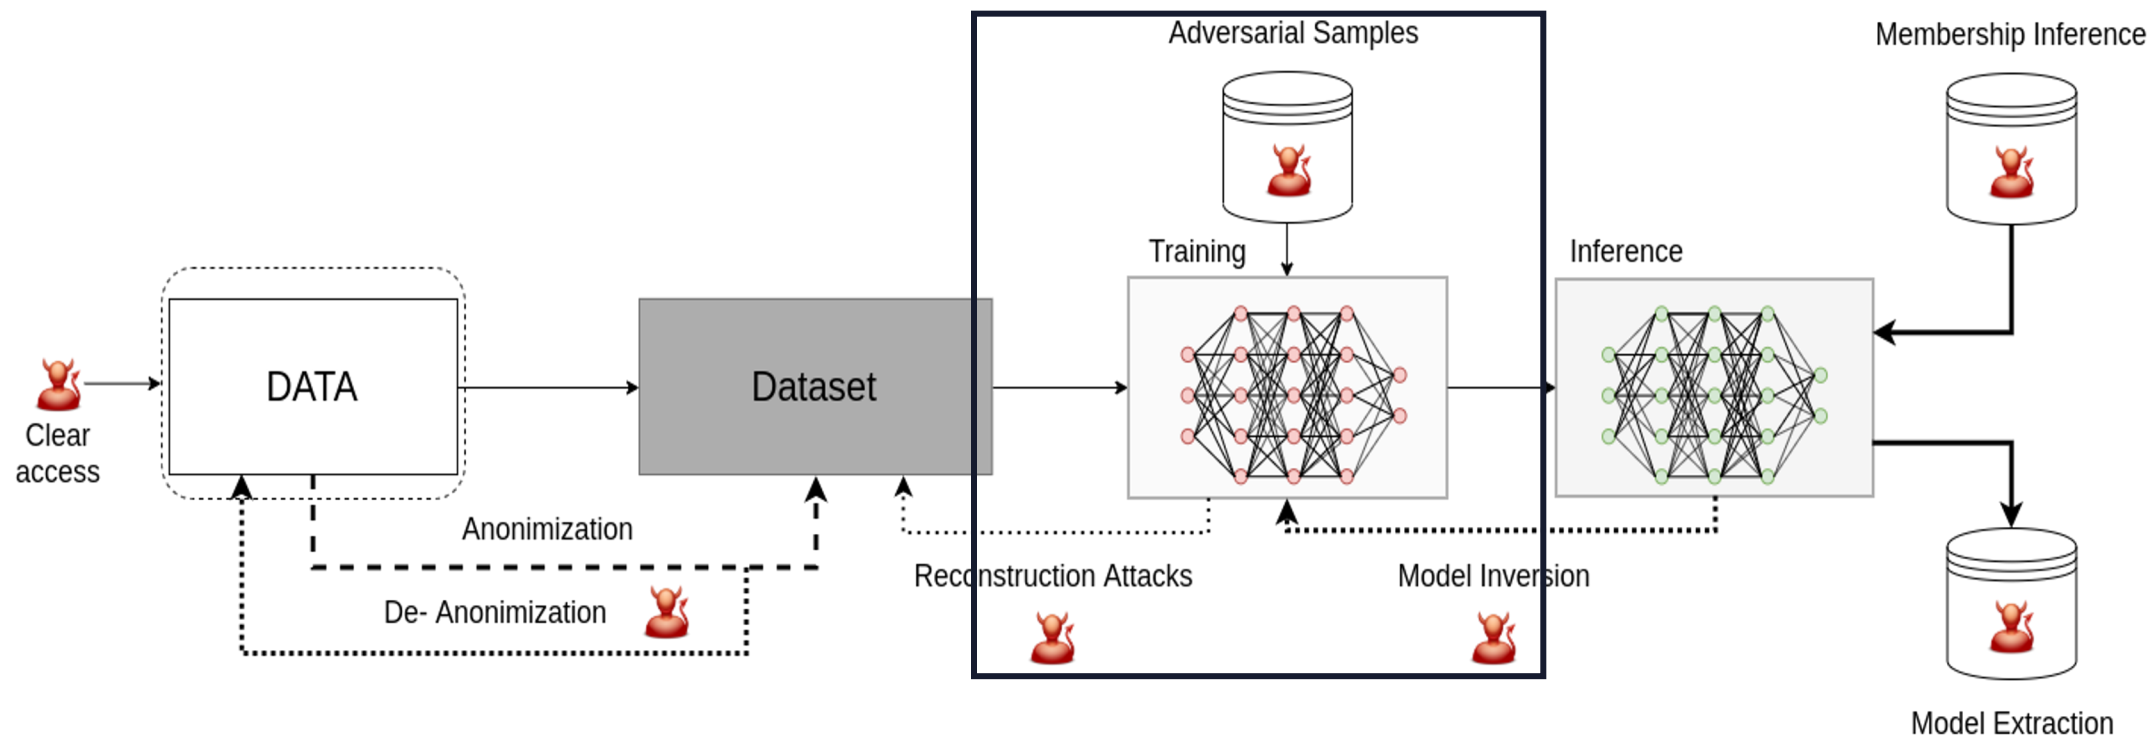 Adversarial Samples
Membership Inference
Training
Inference
DATA
Dataset
Clear
access
Anonimization
De- Anonimization
Reconstruction Attacks
Model Inversion
Model Extraction